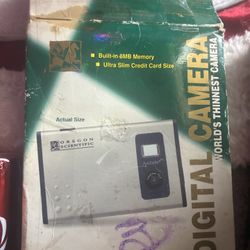 Built-in 8MB Memory
Ultra Slim Credit Card Size
Actual Size
OREGON
SCIENTIFIC
DIGITAL CAMERA
WORLD'S THINNEST CAMERA